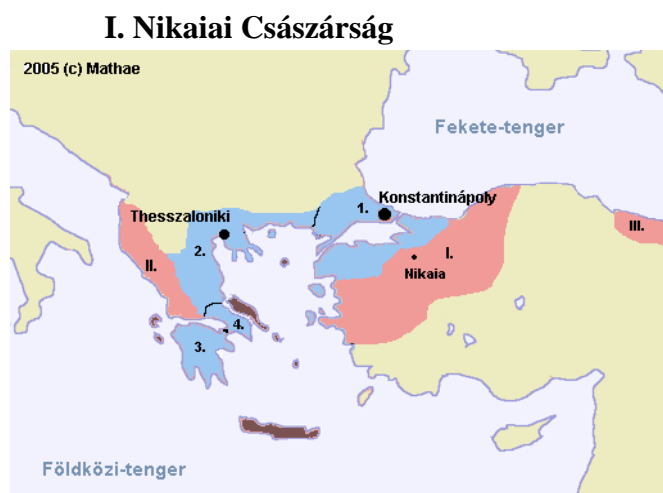 I. Nikaiai Császárság
2005 (c) Mathae
Fekete-tenger
Konstantinápoly
1.
Thesszaloniki
III.
2.
I.
II.
Nikaia
4.
3.
Földközi-tenger